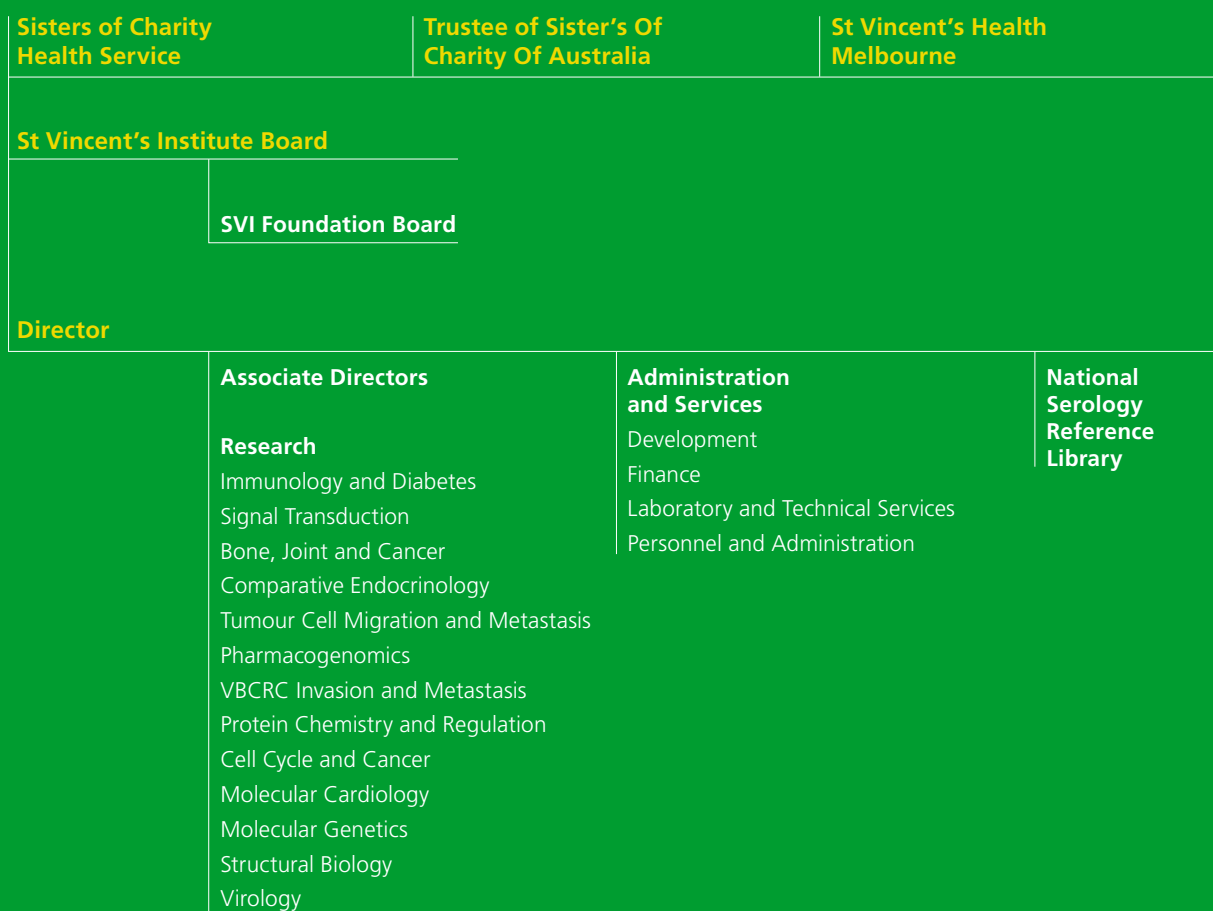 Sisters of Charity
Health Service
Trustee of Sister's Of
Charity Of Australia
St Vincent's Health
Melbourne
St Vincent's Institute Board
SVI Foundation Board
Director
Associate Directors
Research
Immunology and Diabetes
Signal Transduction
Bone, Joint and Cancer
Comparative Endocrinology
Tumour Cell Migration and Metastasis
Pharmacogenomics
VBCRC Invasion and Metastasis
Protein Chemistry and Regulation
Cell Cycle and Cancer
Molecular Cardiology
Molecular Genetics
Structural Biology
Virology
Administration
and Services
Development
Finance
Laboratory and Technical Services
Personnel and Administration
National
Serology
Reference
Library